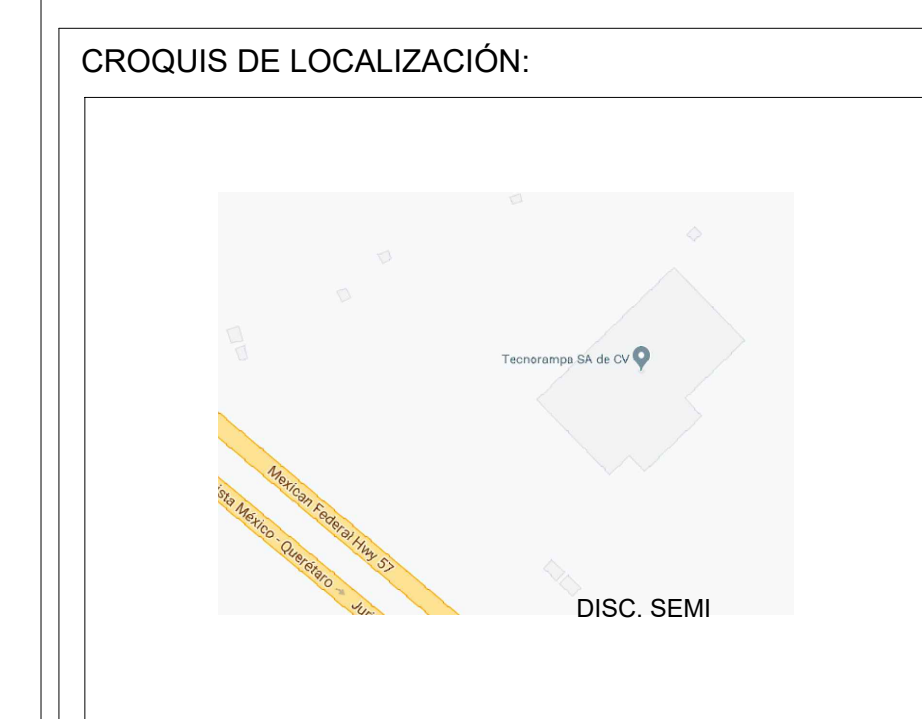 CROQUIS DE LOCALIZACIÓN:
Tecnorampa SA de CV
Mexican Federal Hwy 57
ista México - Querétaro
DISC. SEMI